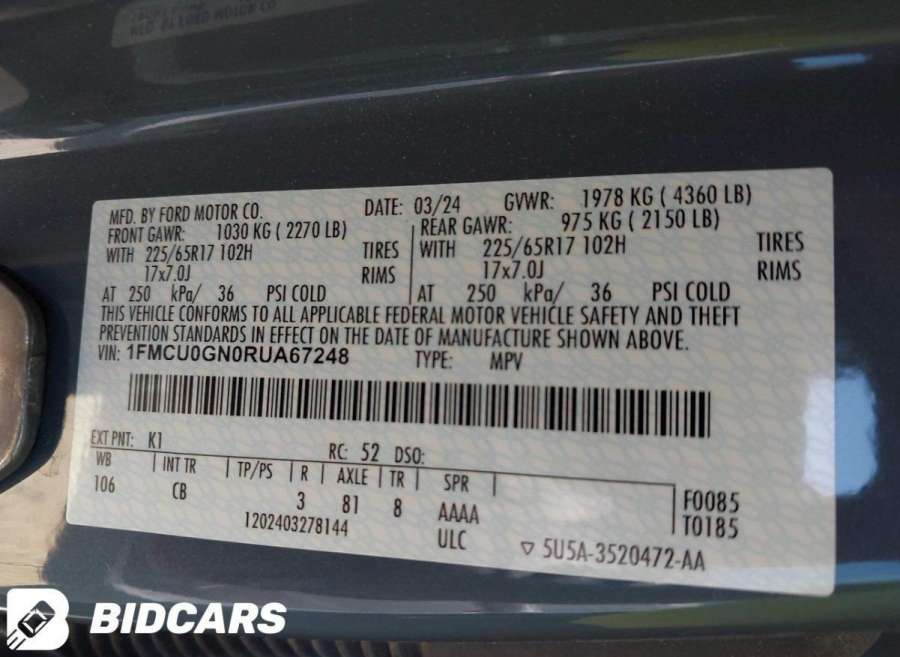 MFD. BY FORD MOTOR CO
MFD. BY FORD MOTOR CO. DATE: 03/24 GVWR: 1978 KG ( 4360 LB)
FRONT GAWR: 1030 KG ( 2270 LB) REAR GAWR: 975 KG ( 2150 LB)
WITH 225/65R17 102H TIRES WITH 225/65R17 102H TIRES
17x7.0J RIMS 17x7.0J RIMS
AT 250 kPa/ 36 PSI COLD AT 250 kPa/ 36 PSI COLD
THIS VEHICLE CONFORMS TO ALL APPLICABLE FEDERAL MOTOR VEHICLE SAFETY AND THEFT
PREVENTION STANDARDS IN EFFECT ON THE DATE OF MANUFACTURE SHOWN ABOVE.
VIN: 1FMCU0GN0RUA67248 TYPE: MPV
EXT PNT: K1 RC: 52 DSO:
WB INT TR TP/PS R AXLE TR SPR
106 CB 3 81 8 AAAA F0085
1202403278144 ULC T0185
▽ 5U5A-3520472-AA
BIDCARS